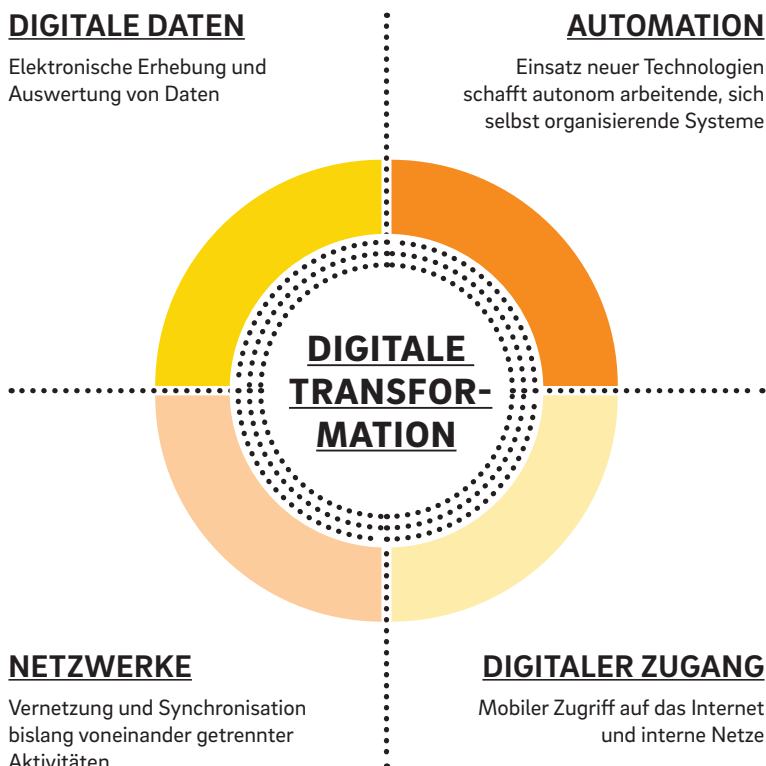 DIGITALE DATEN
Elektronische Erhebung und
Auswertung von Daten
AUTOMATION
Einsatz neuer Technologien
schafft autonom arbeitende, sich
selbst organisierende Systeme
DIGITALE
TRANSFOR-
MATION
NETZWERKE
Vernetzung und Synchronisation
bislang voneinander getrennter
Aktivitäten
DIGITALER ZUGANG
Mobiler Zugriff auf das Internet
und interne Netze